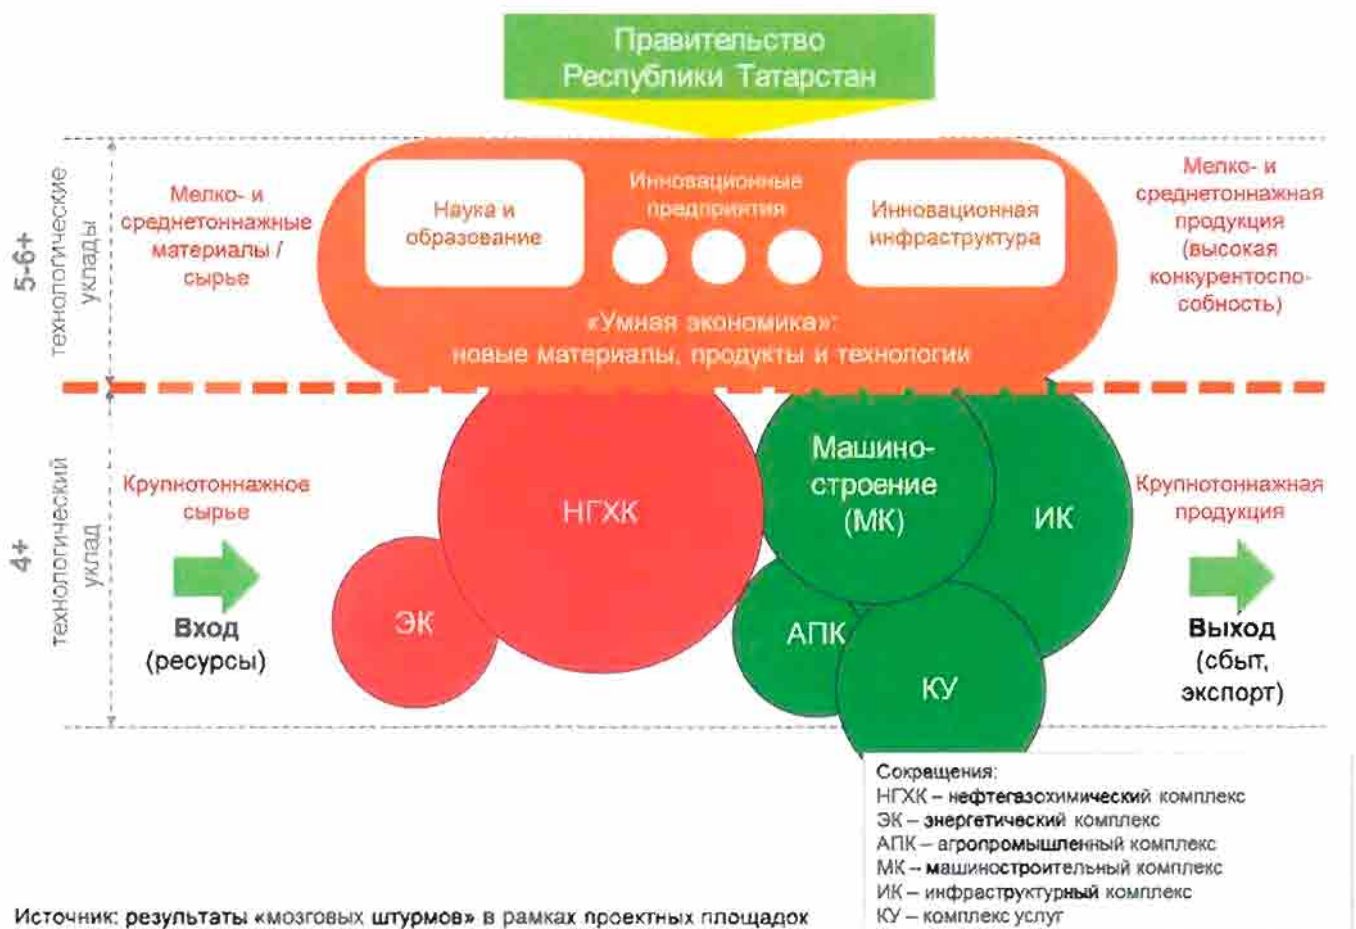 Правительство
Республики Татарстан
5-6+
технологические
уклады
Мелко- и
среднетоннажные
материалы /
сырье
Наука и
образование
Инновационные
предприятия
Инновационная
инфраструктура
«Умная экономика»:
новые материалы, продукты и технологии
Мелко- и
среднетоннажная
продукция
(высокая
конкурентоспо-
собность)
4+
технологический
уклад
Крупнотоннажное
сырье
Вход
(ресурсы)
ЭК
НГХК
Машино-
строение
(МК)
ИК
АПК
КУ
Крупнотоннажная
продукция
Выход
(сбыт,
экспорт)
Сокращения:
НГХК – нефтегазохимический комплекс
ЭК – энергетический комплекс
АПК – агропромышленный комплекс
МК – машиностроительный комплекс
ИК – инфраструктурный комплекс
КУ – комплекс услуг
Источник: результаты «мозговых штурмов» в рамках проектных площадок